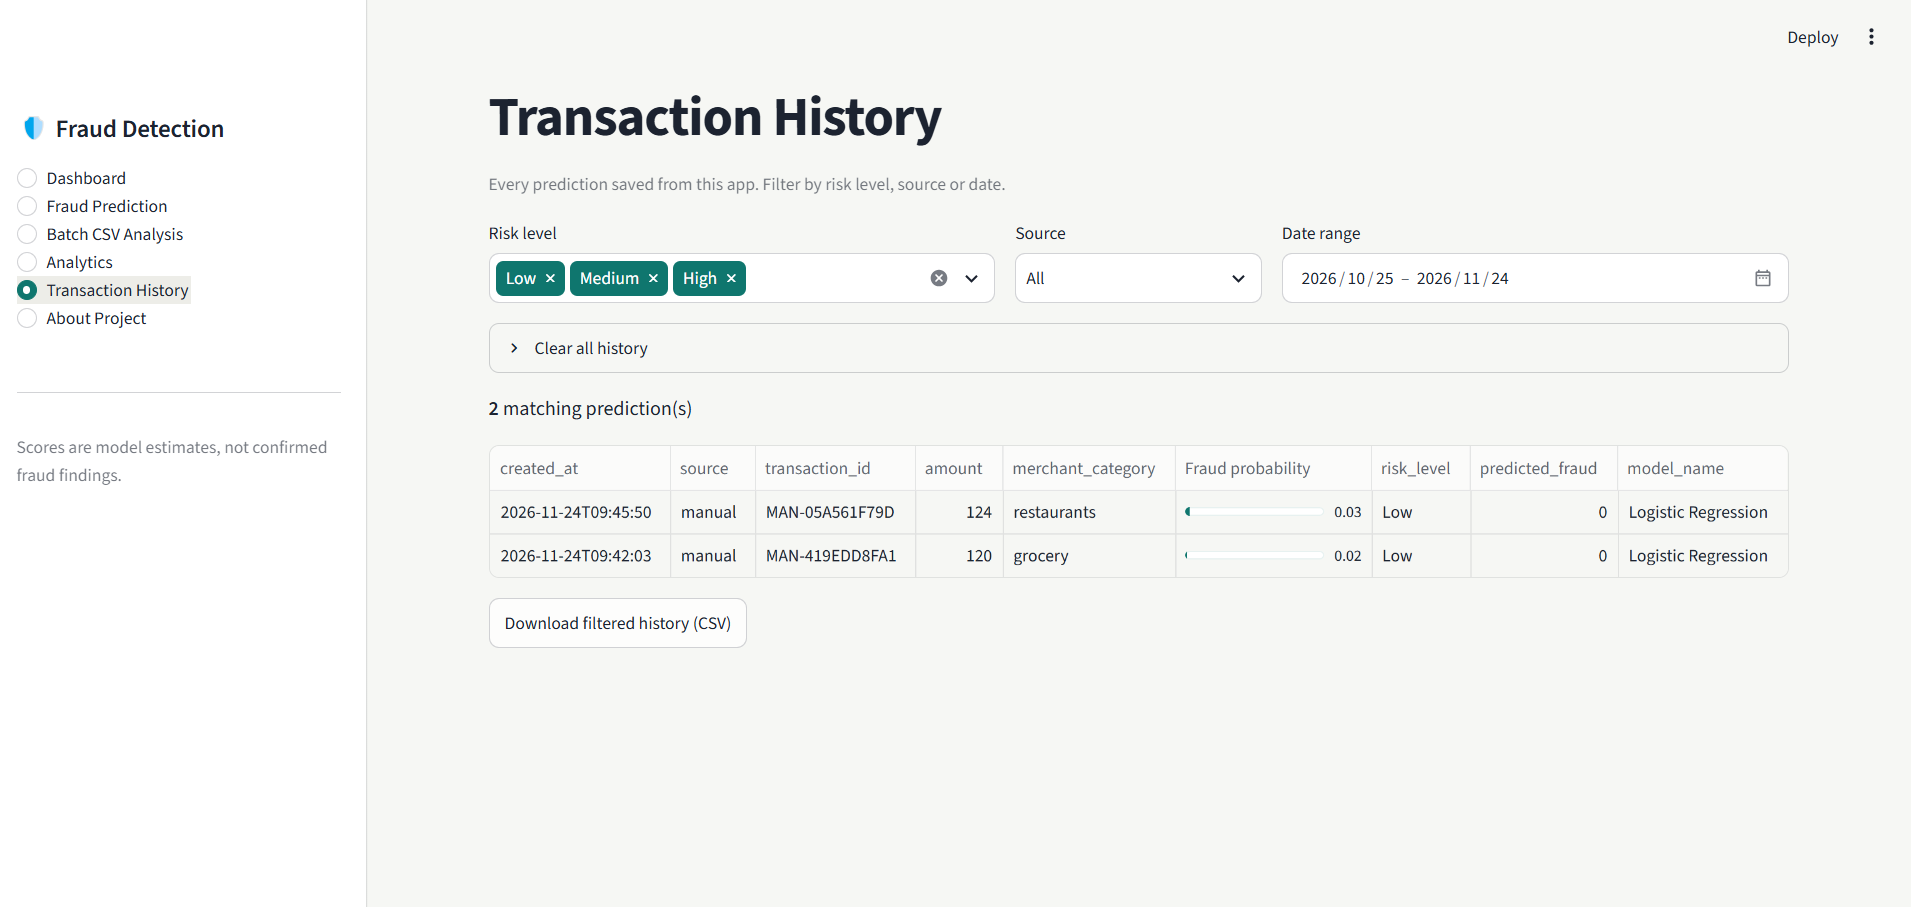 Deploy
Fraud Detection
Dashboard
Fraud Prediction
Batch CSV Analysis
Analytics
Transaction History
About Project
Scores are model estimates, not confirmed
fraud findings.
Transaction History
Every prediction saved from this app. Filter by risk level, source or date.
Risk level Source Date range
Low Medium High All 2026/10/25 – 2026/11/24
Clear all history
2 matching prediction(s)
created_at source transaction_id amount merchant_category Fraud probability risk_level predicted_fraud model_name
2026-11-24T09:45:50 manual MAN-05A561F79D 124 restaurants 0.03 Low 0 Logistic Regression
2026-11-24T09:42:03 manual MAN-419EDD8FA1 120 grocery 0.02 Low 0 Logistic Regression
Download filtered history (CSV)